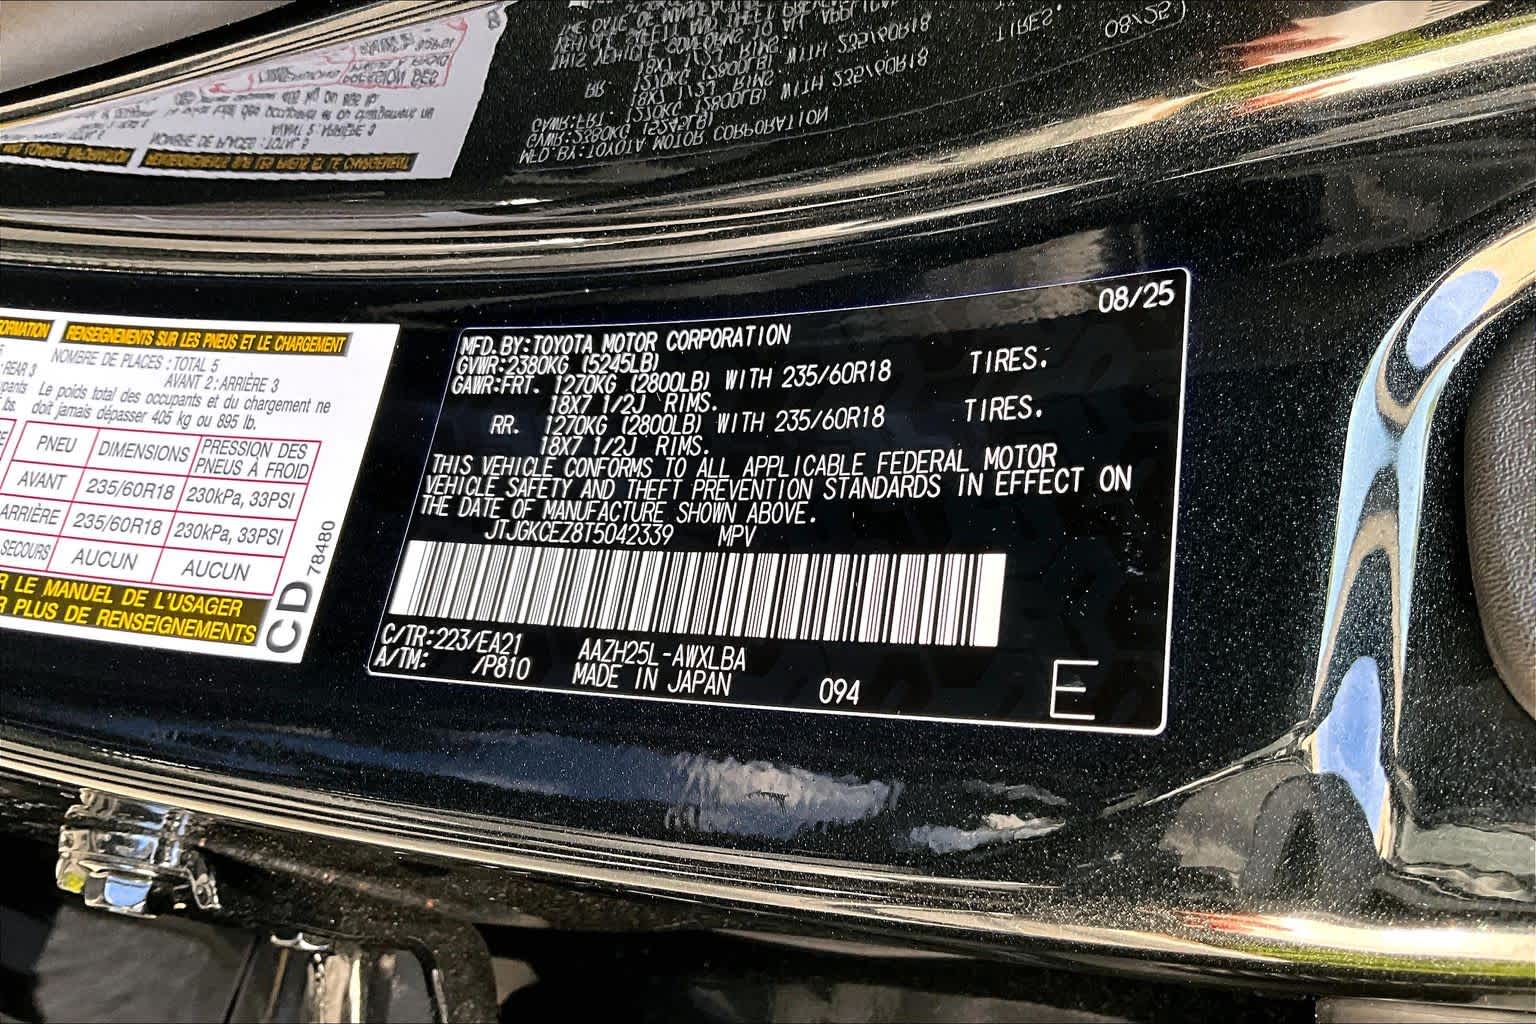 FORMATION
RENSEIGNEMENTS SUR LES PNEUS ET LE CHARGEMENT
NOMBRE DE PLACES : TOTAL 5
: REAR 3
AVANT 2 : ARRIÈRE 3
Le poids total des occupants et du chargement ne
lbs.
doit jamais dépasser 405 kg ou 895 lb.
PNEU DIMENSIONS PRESSION DES PNEUS À FROID
AVANT 235/60R18 230kPa, 33PSI
ARRIÈRE 235/60R18 230kPa, 33PSI
SECOURS AUCUN AUCUN
R LE MANUEL DE L'USAGER
R PLUS DE RENSEIGNEMENTS
CD
78480
08/25
MFD. BY: TOYOTA MOTOR CORPORATION
GVWR: 2380KG (5245LB)
GAWR: FRT. 1270KG (2800LB) WITH 235/60R18 TIRES.
18X7 1/2J RIMS.
RR. 1270KG (2800LB) WITH 235/60R18 TIRES.
18X7 1/2J RIMS.
THIS VEHICLE CONFORMS TO ALL APPLICABLE FEDERAL MOTOR
VEHICLE SAFETY AND THEFT PREVENTION STANDARDS IN EFFECT ON
THE DATE OF MANUFACTURE SHOWN ABOVE.
JTJGKCEZ8T5042339 MPV
C/TR: 223/EA21 AAZH25L-AWXLBA
A/TM: /P810 MADE IN JAPAN 094 E